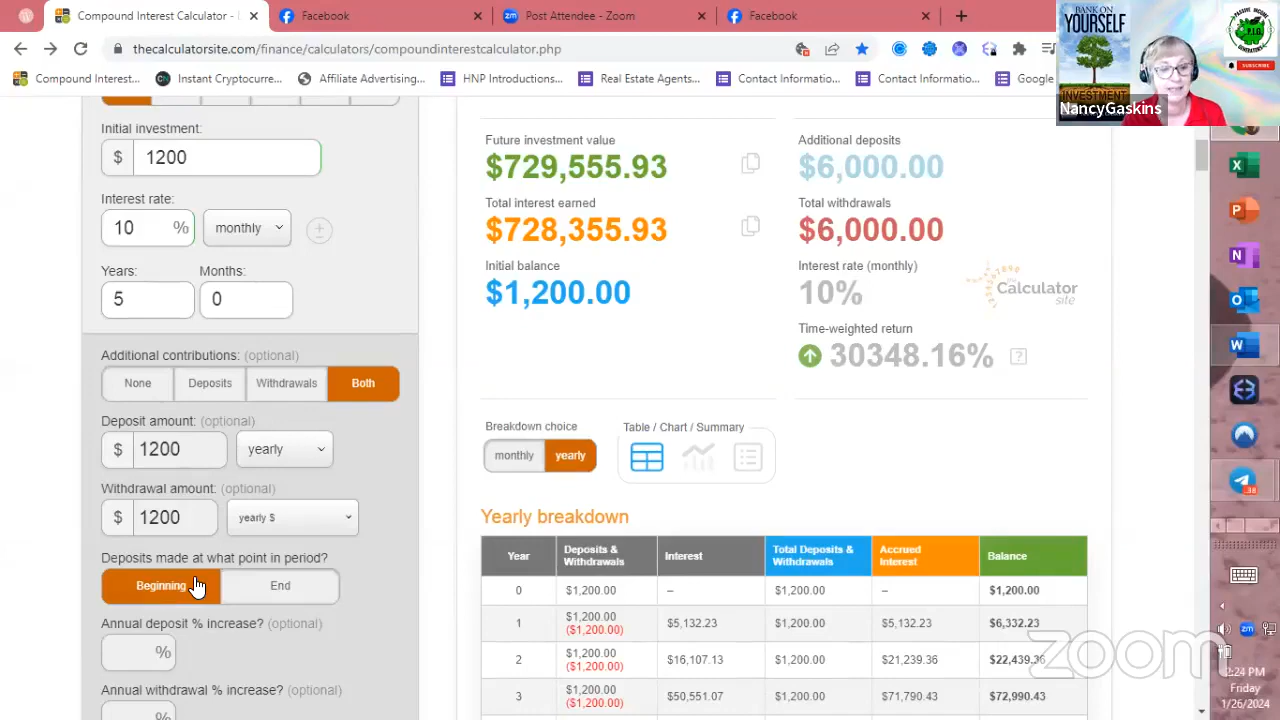 Compound Interest Calculator - 
Facebook
Post Attendee - Zoom
Facebook
thecalculatorsite.com/finance/calculators/compoundinterestcalculator.php
Compound Interest...
Instant Cryptocurre...
Affiliate Advertising...
HNP Introductio...
Real Estate Agents...
Contact Informatio...
Contact Informatio...
Google
BANK ON
YOURSELF
INVESTMENT
NancyGaskins
PASSIVE INCOME
P.I.G.
GENERATORS
SUBSCRIBE
Initial investment:
$ 1200
Interest rate:
10 % monthly
Years: Months:
5 0
Additional contributions: (optional)
None Deposits Withdrawals Both
Deposit amount: (optional)
$ 1200 yearly
Withdrawal amount: (optional)
$ 1200 yearly $
Deposits made at what point in period?
Beginning End
Annual deposit % increase? (optional)
%
Annual withdrawal % increase? (optional)
%
Future investment value
$729,555.93
Total interest earned
$728,355.93
Initial balance
$1,200.00
Additional deposits
$6,000.00
Total withdrawals
$6,000.00
Interest rate (monthly)
10%
the
Calculator
site
Time-weighted return
30348.16% ?
Breakdown choice
monthly yearly
Table / Chart / Summary
Yearly breakdown
Year Deposits & Withdrawals Interest Total Deposits & Withdrawals Accrued Interest Balance
0 $1,200.00 – $1,200.00 – $1,200.00
1 $1,200.00 ($1,200.00) $5,132.23 $1,200.00 $5,132.23 $6,332.23
2 $1,200.00 ($1,200.00) $16,107.13 $1,200.00 $21,239.36 $22,439.36
3 $1,200.00 ($1,200.00) $50,551.07 $1,200.00 $71,790.43 $72,990.43
zoom
2:24 PM
Friday
1/26/2024